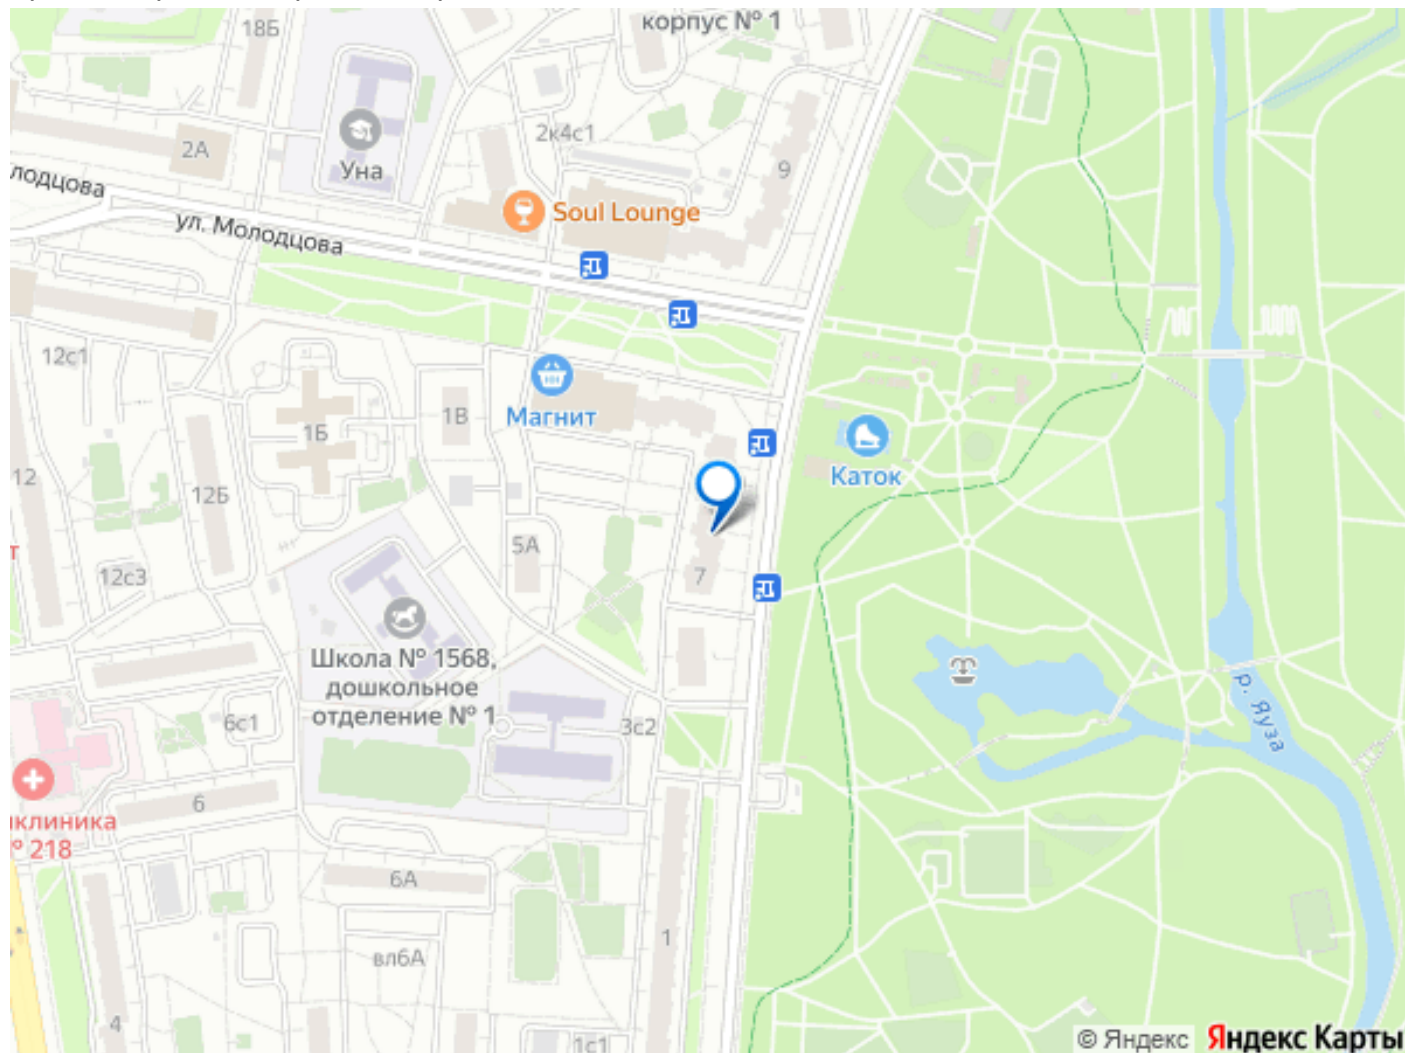 18Б
корпус № 1
2к4с1
2А
9
Уна
лодцова
ул. Молодцова
Soul Lounge
12с1
Магнит
1В
1Б
Каток
12
12Б
5А
т
12с3
7
Школа № 1568,
дошкольное
отделение № 1
р. Яуза
6с1
3с2
6
клиника
№ 218
6А
1
вл6А
4
1с1
© Яндекс Яндекс Карты